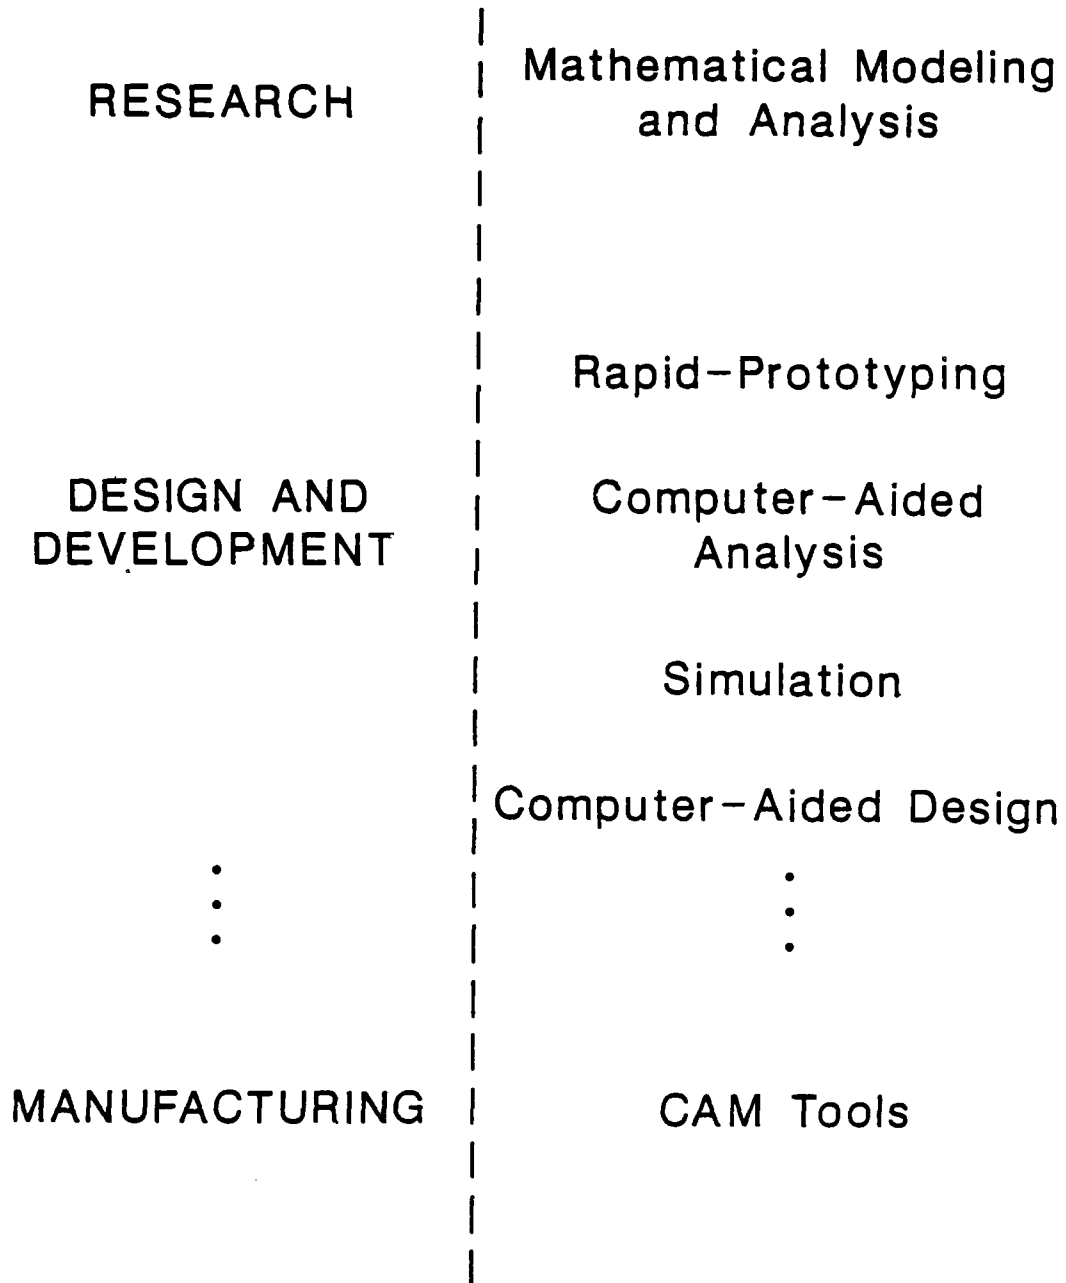 RESEARCH
Mathematical Modeling
and Analysis
Rapid-Prototyping
DESIGN AND
DEVELOPMENT
Computer-Aided
Analysis
Simulation
Computer-Aided Design
MANUFACTURING
CAM Tools